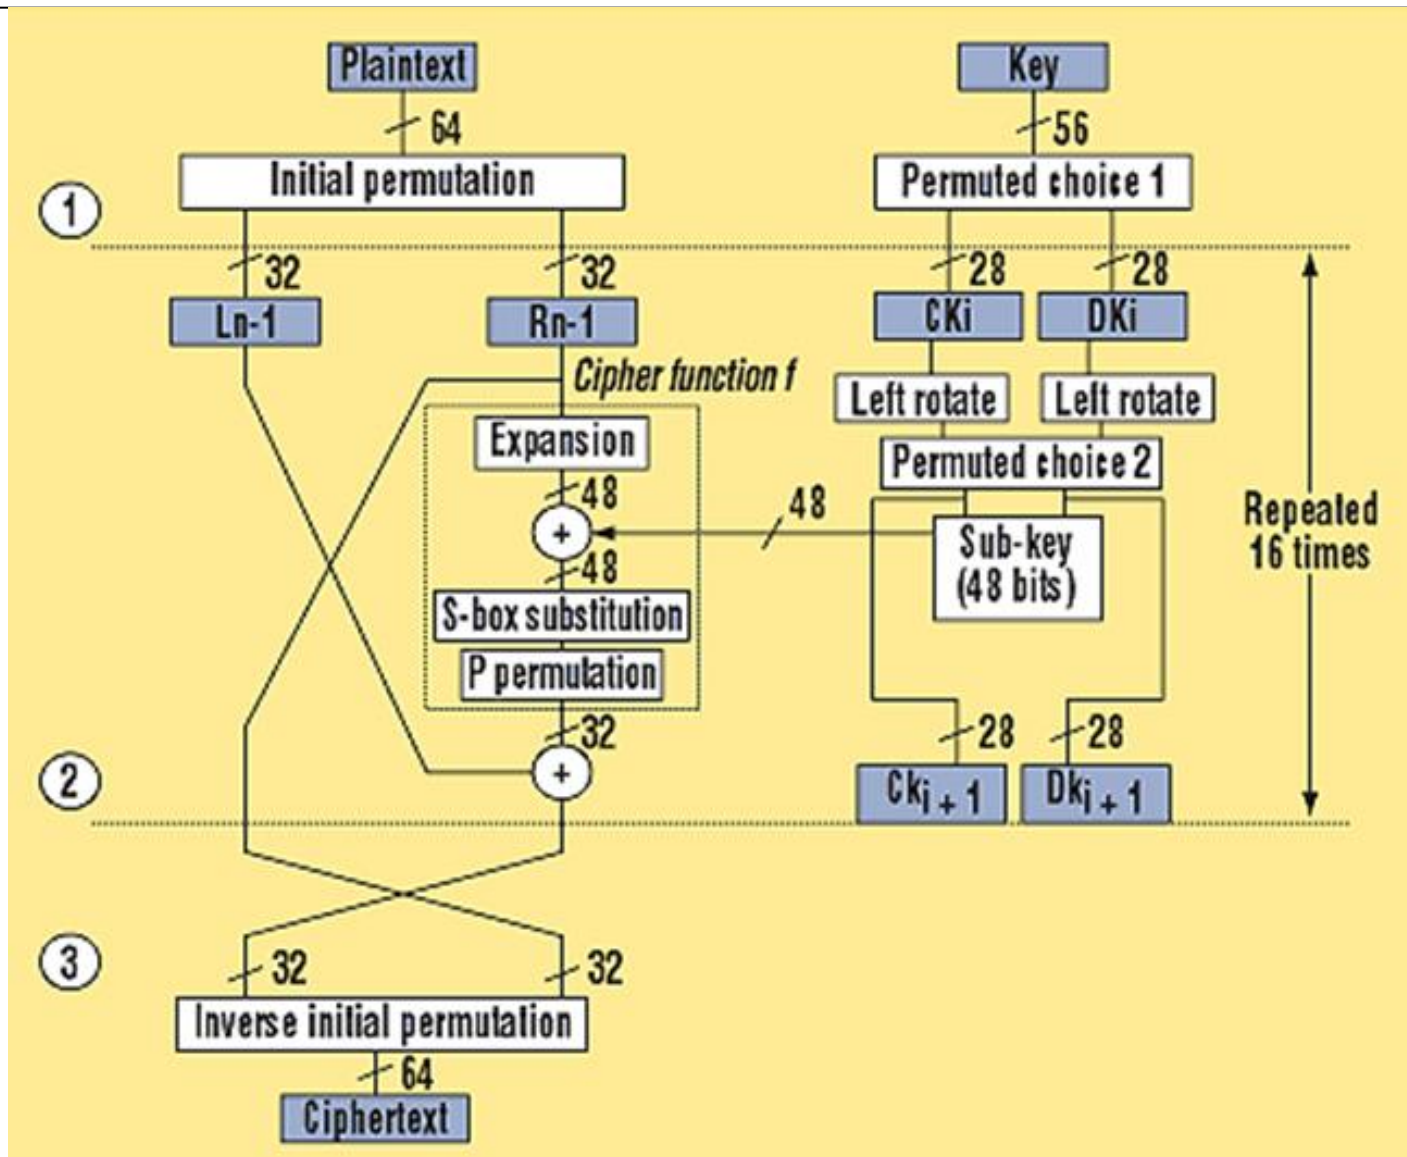 Plaintext
Key
64
56
Initial permutation
Permuted choice 1
1
32
32
28
28
Ln-1
Rn-1
CKi
DKi
Cipher function f
Left rotate
Left rotate
Expansion
Permuted choice 2
48
48
+
Repeated
16 times
Sub-key
(48 bits)
48
S-box substitution
P permutation
32
28
28
2
+
Cki + 1
Dki + 1
3
32
32
Inverse initial permutation
64
Ciphertext